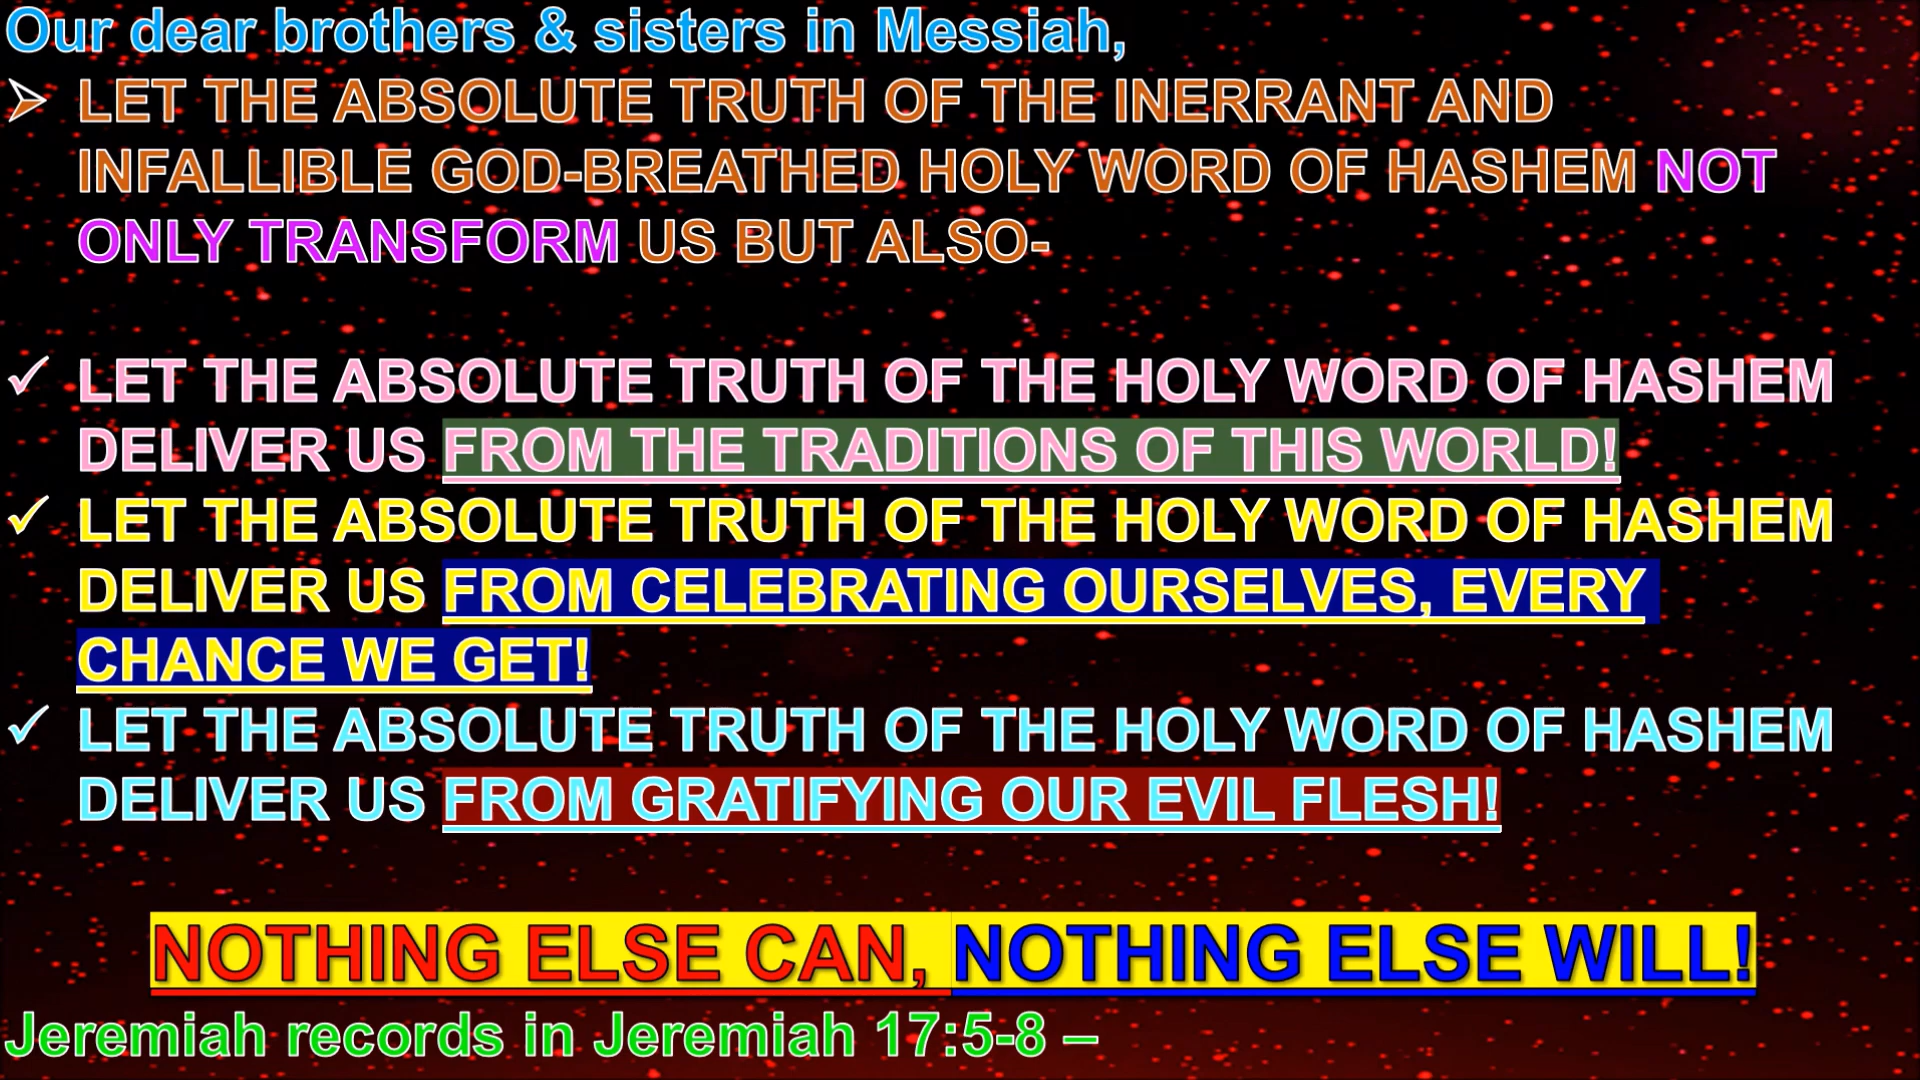 Our dear brothers & sisters in Messiah,
➢ LET THE ABSOLUTE TRUTH OF THE INERRANT AND
INFALLIBLE GOD-BREATHED HOLY WORD OF HASHEM NOT
ONLY TRANSFORM US BUT ALSO-
✓ LET THE ABSOLUTE TRUTH OF THE HOLY WORD OF HASHEM
DELIVER US FROM THE TRADITIONS OF THIS WORLD!
✓ LET THE ABSOLUTE TRUTH OF THE HOLY WORD OF HASHEM
DELIVER US FROM CELEBRATING OURSELVES, EVERY
CHANCE WE GET!
✓ LET THE ABSOLUTE TRUTH OF THE HOLY WORD OF HASHEM
DELIVER US FROM GRATIFYING OUR EVIL FLESH!
NOTHING ELSE CAN, NOTHING ELSE WILL!
Jeremiah records in Jeremiah 17:5-8 –